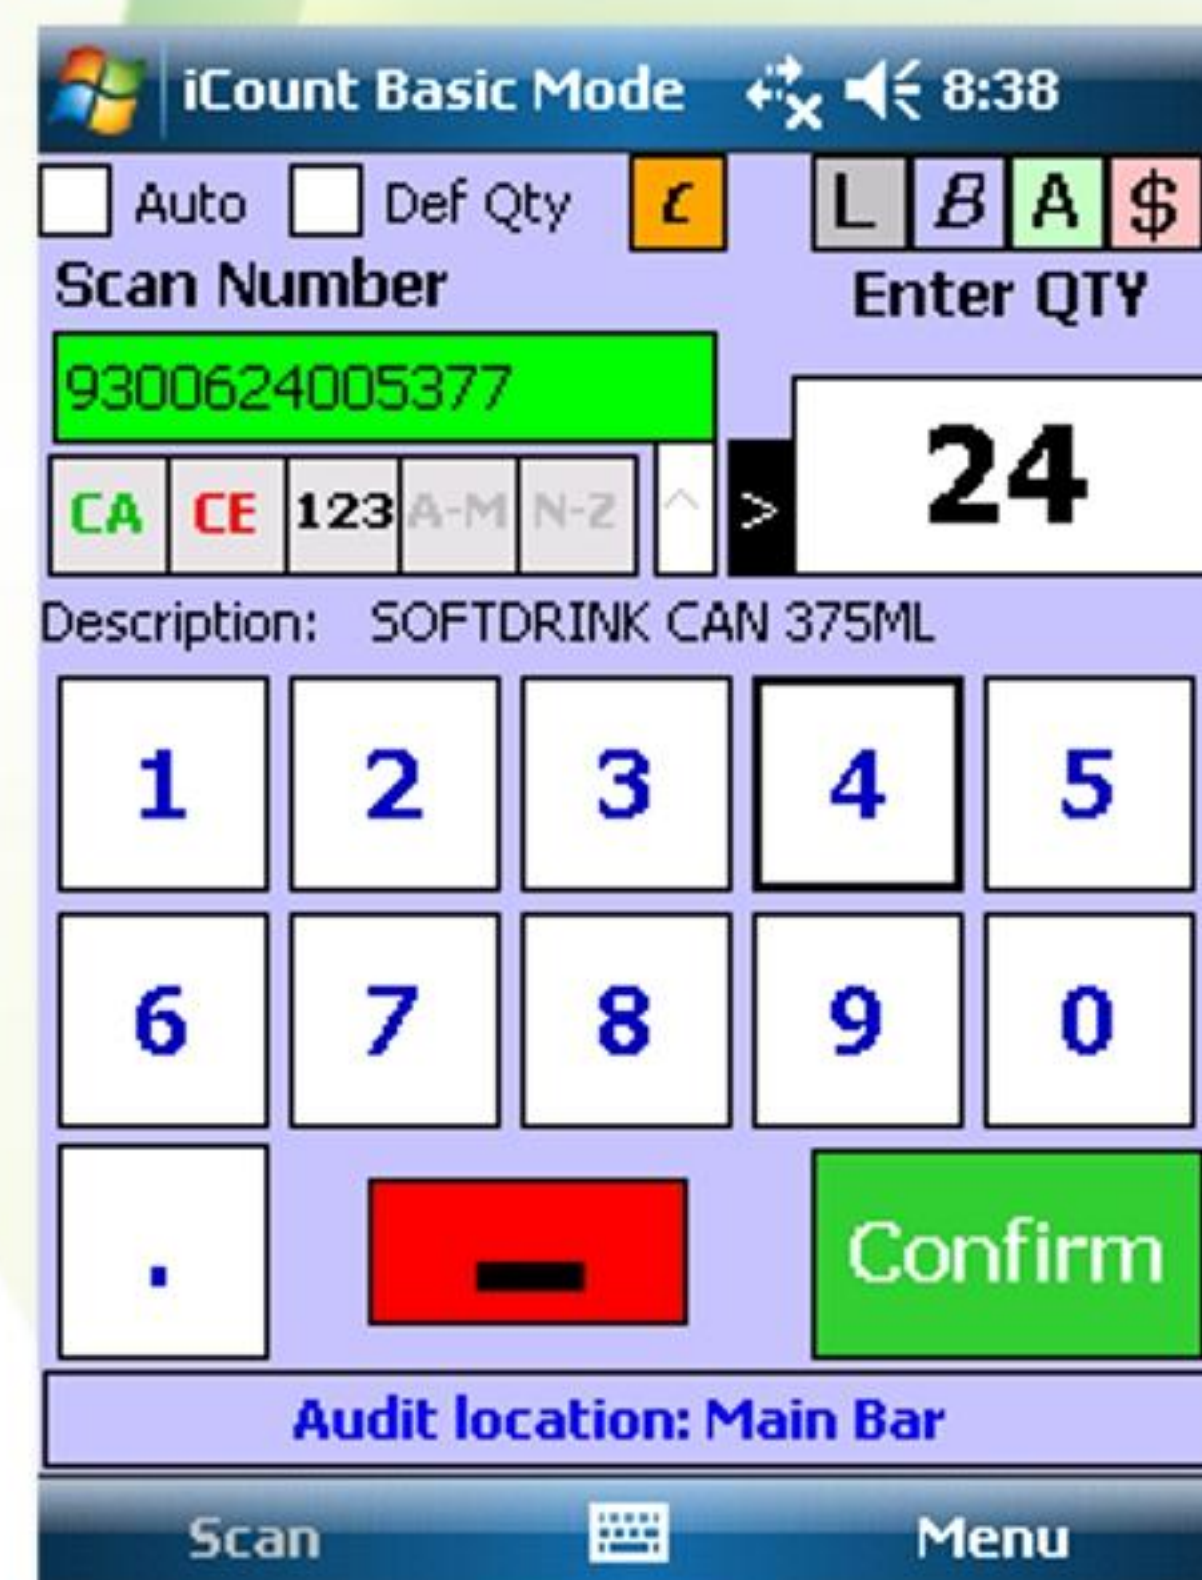 iCount Basic Mode 8:38
Auto Def Qty C L B A $
Scan Number Enter QTY
9300624005377
24
CA CE 123 A-M N-Z ^ >
Description: SOFTDRINK CAN 375ML
1 2 3 4 5
6 7 8 9 0
. - Confirm
Audit location: Main Bar
Scan Menu